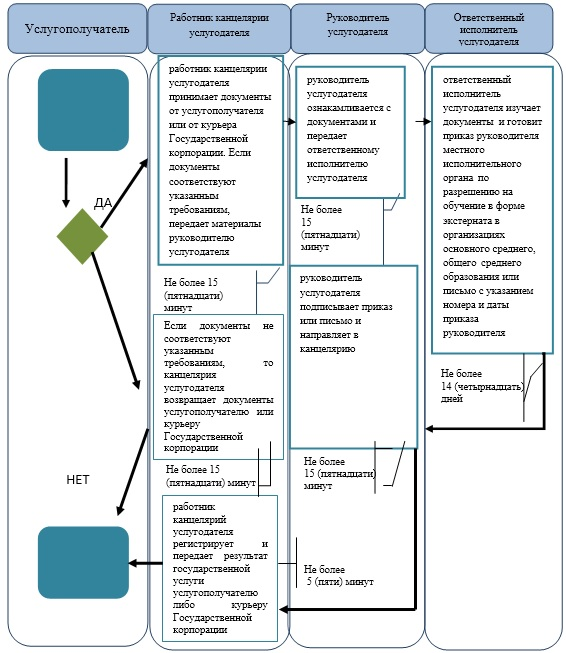 Услугополучатель
Работник канцелярии
услугодателя
Руководитель
услугодателя
Ответственный
исполнитель
услугодателя
работник канцелярии
услугодателя
принимает документы
от услугополучателя
или от курьера
Государственной
корпорации. Если
документы
соответствуют
указанным
требованиям,
передает материалы
руководителю
услугодателя
руководитель
услугодателя
ознакамливается с
документами и
передает
ответственному
исполнителю
услугодателя
ответственный
исполнитель
услугодателя изучает
документы и готовит
приказ руководителя
местного
исполнительного
органа по
разрешению на
обучение в форме
экстерната в
организациях
основного среднего,
общего среднего
образования или
письмо с указанием
номера и даты
приказа
руководителя
ДА
Не более
15
(пятнадцати)
минут
Не более 15
(пятнадцати)
минут
руководитель
услугодателя
подписывает приказ
или письмо и
направляет в
канцелярию
Если документы не
соответствуют
указанным
требованиям, то
канцелярия
услугодателя
возвращает документы
услугополучателю или
курьеру
Государственной
корпорации
Не более
14 (четырнадцать)
дней
Не более 15
(пятнадцати) минут
Не более
15 (пятнадцати)
минут
НЕТ
работник
канцелярий
услугодателя
регистрирует и
передает результат
государственной
услуги
услугополучателю
либо курьеру
Государственной
корпорации
Не более
5 (пяти) минут